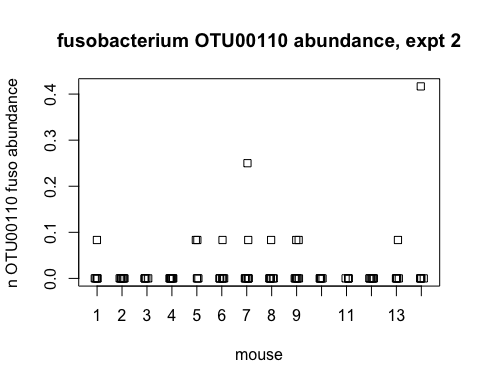 fusobacterium OTU00110 abundance, expt 2
n OTU00110 fuso abundance
0.4
0.3
0.2
0.1
0.0
1 2 3 4 5 6 7 8 9 11 13
mouse